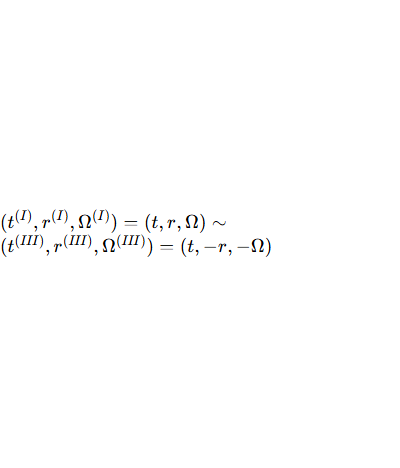 (t^{(I)}, r^{(I)}, Ω^{(I)}) = (t, r, Ω) ∼
(t^{(III)}, r^{(III)}, Ω^{(III)}) = (t, −r, −Ω)